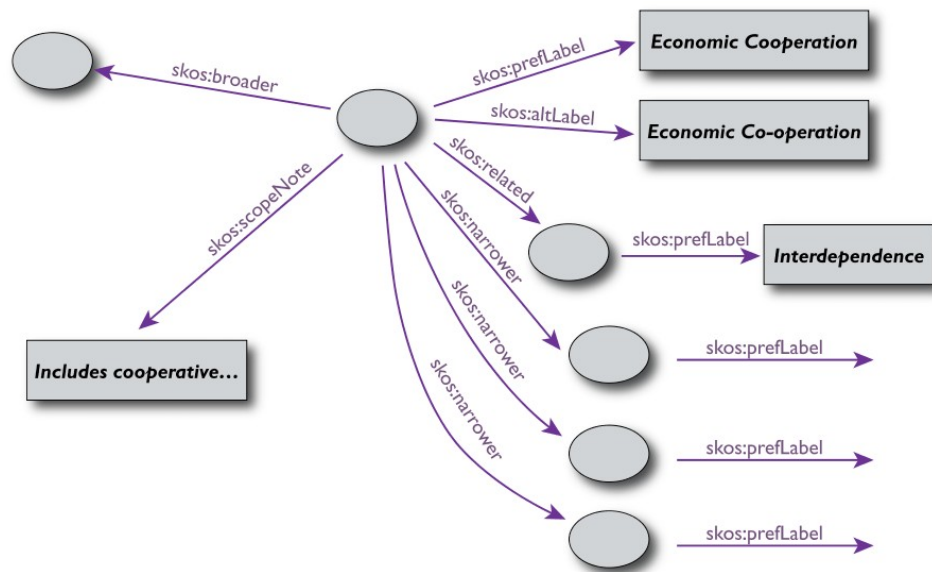 skos:prefLabel
Economic Cooperation
skos:broader
skos:altLabel
Economic Co-operation
skos:related
skos:scopeNote
skos:narrower
skos:prefLabel
Interdependence
skos:narrower
skos:prefLabel
Includes cooperative…
skos:narrower
skos:prefLabel
skos:prefLabel